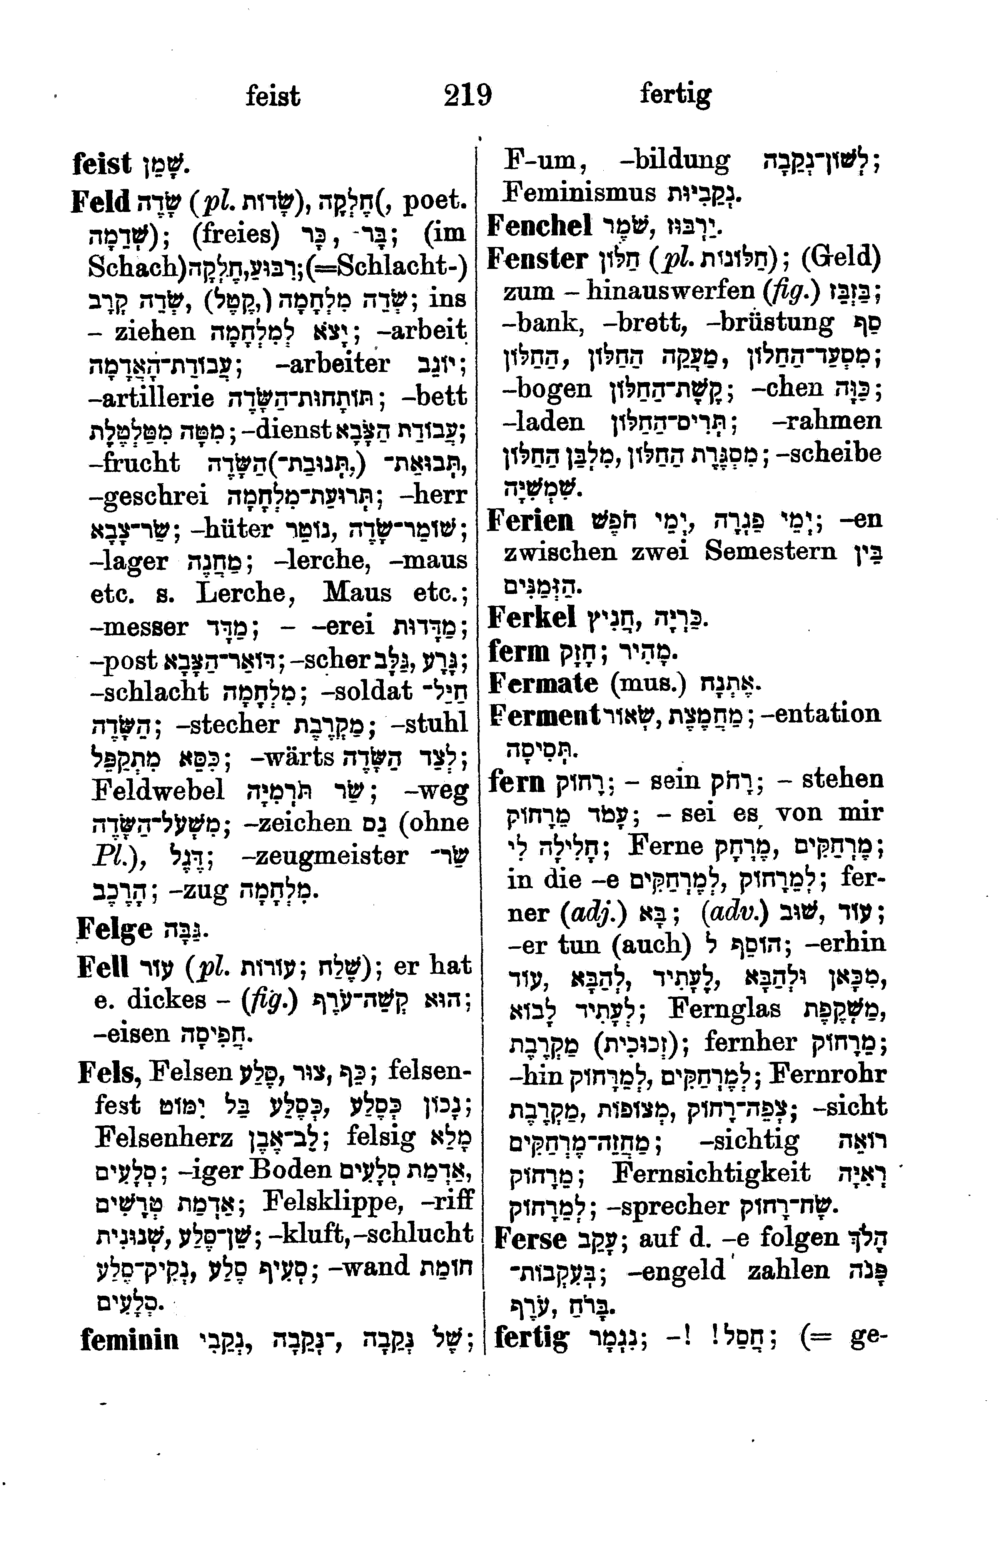 feist 219 fertig
feist שָׁמֵן.
Feld שָׂדֶה (pl. שָׂדוֹת), חֶלְקָה(, poet.
שְׁדֵמָה); (freies) בַּר־, כַּר; (im
Schach) רִבּוּעַ, חֶלְקָה; (=Schlacht-)
שְׂדֵה קְרָב, שְׂדֵה מִלְחָמָה (קֶטֶל,); ins
– ziehen יָצֹא לְמִלְחָמָה; –arbeit
עֲבוֹדַת־הָאֲדָמָה; –arbeiter יוֹגֵב;
–artillerie תּוֹתָחוּת־הַשָּׂדֶה; –bett
מִטָּה מִטַּלְטֶלֶת; –dienst עֲבוֹדַת הַצָּבָא;
–frucht תְּבוּאַת־ (תְּנוּבַת־,)הַשָּׂדֶה,
–geschrei תְּרוּעַת־מִלְחָמָה; –herr
שַׂר־צָבָא; –hüter שׁוֹמֵר־שָׂדֶה, נוֹטֵר;
–lager מַחֲנֶה; –lerche, –maus
etc. s. Lerche, Maus etc.;
–messer מַדָּד; – –erei מַדָּדוּת;
–post דּוֹאַר־הַצָּבָא; –scher גָּרָע, גַּלָּב;
–schlacht מִלְחָמָה; –soldat חַיַּל־
הַשָּׂדֶה; –stecher מַקְרֶבֶת; –stuhl
כִּסֵּא מִתְקַפֵּל; –wärts לְצַד הַשָּׂדֶה;
Feldwebel שַׂר תֹּרְמִיָּה; –weg
מִשְׁעֹל־הַשָּׂדֶה; –zeichen נֵס (ohne
Pl.), דֶּגֶל; –zeugmeister שַׂר־
הָרֶכֶב; –zug מִלְחָמָה.
Felge גַּבָּה.
Fell עוֹר (pl. עוֹרוֹת; שֶׁלַח); er hat
e. dickes – (fig.) הוּא קְשֵׁה־עֹרֶף;
–eisen חֲפִיסָה.
Fels, Felsen סֶלַע, צוּר, כֵּף; felsen-
fest נָכוֹן כְּסֶלַע, כְּסֶלַע בַּל יִמּוֹט;
Felsenherz לֵב־אֶבֶן; felsig מָלֵא
סְלָעִים; –iger Boden אַדְמַת סְלָעִים,
אַדְמַת טְרָשִׁים; Felsklippe, –riff
שֶׁן־סֶלַע, שְׁנוּנִית; –kluft, –schlucht
סְעִיף סֶלַע, נְקִיק־סֶלַע; –wand חוֹמַת
סְלָעִים.
feminin שֶׁל נְקֵבָה, ־נְקֵבָה, נְקֵבִי;
F–um, –bildung לְשׁוֹן־נְקֵבָה;
Feminismus נְקֵבִיּוּת.
Fenchel שֹׁמֶר, יַרְבּוּז.
Fenster חַלּוֹן (pl. חַלּוֹנוֹת); (Geld)
zum – hinauswerfen (fig.) בַּזְבֵּז;
–bank, –brett, –brüstung סַף
הַחַלּוֹן, מַעֲקֵה הַחַלּוֹן, מִסְעַד־הַחַלּוֹן;
–bogen קֶשֶׁת־הַחַלּוֹן; –chen כַּוָּה;
–laden תְּרִיס־הַחַלּוֹן; –rahmen
מִסְגֶּרֶת הַחַלּוֹן, מַלְבֵּן הַחַלּוֹן; –scheibe
שִׁמְשִׁיָּה.
Ferien יְמֵי פַגְרָה, יְמֵי חֹפֶשׁ; –en
zwischen zwei Semestern בֵּין
הַזְּמַנִּים.
Ferkel חֲנִיץ, כַּרְיָה.
ferm מָהִיר; חָזָק.
Fermate (mus.) אֶתְנָח.
Ferment שְׂאוֹר, מַחֲמֶצֶת; –entation
תְּסִיסָה.
fern רָחוֹק; – sein רָחֹק; – stehen
עָמֹד מֵרָחוֹק; – sei es von mir
חָלִילָה לִי; Ferne מֶרְחָק, מֶרְחַקִּים;
in die –e לְמֵרָחוֹק, לְמֶרְחַקִּים; fer-
ner (adj.) בָּא; (adv.) שׁוּב, עוֹד;
–er tun (auch) הוֹסֵף לְ; –erhin
מִכָּאן וּלְהַבָּא, לֶעָתִיד, לְהַבָּא, עוֹד,
לֶעָתִיד לָבוֹא; Fernglas מִשְׁקֶפֶת,
(זְכוּכִית) מַקְרֶבֶת; fernher מֵרָחוֹק;
–hin לְמֶרְחַקִּים, לְמֵרָחוֹק; Fernrohr
צְפֵה־רָחוֹק, מְצוֹפוֹת, מַקְרֶבֶת; –sicht
מַחֲזֵה־מֶרְחַקִּים; –sichtig רוֹאֵה
מֵרָחוֹק; Fernsichtigkeit רְאִיָּה
לְמֵרָחוֹק; –sprecher שַׂח־רָחוֹק.
Ferse עָקֵב; auf d. –e folgen הָלֹךְ
בְּעִקְבוֹת־; –engeld zahlen פָּנֹה
עֹרֶף, בָּרֹחַ.
fertig נִגְמָר; –! חֲסַל!; (= ge-